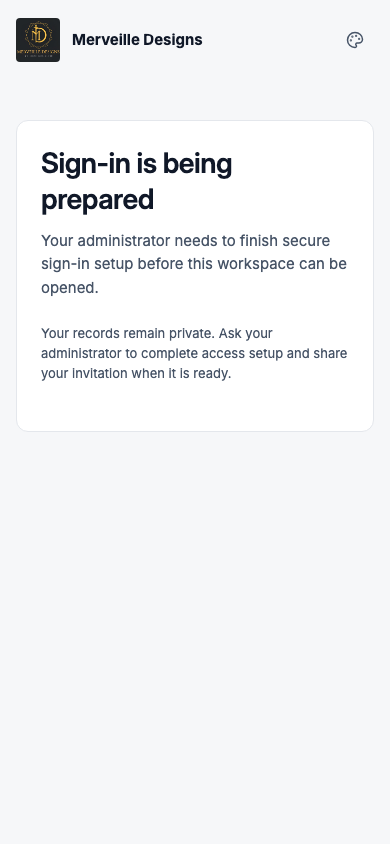 Merveille Designs
Sign-in is being
prepared
Your administrator needs to finish secure
sign-in setup before this workspace can be
opened.
Your records remain private. Ask your
administrator to complete access setup and share
your invitation when it is ready.